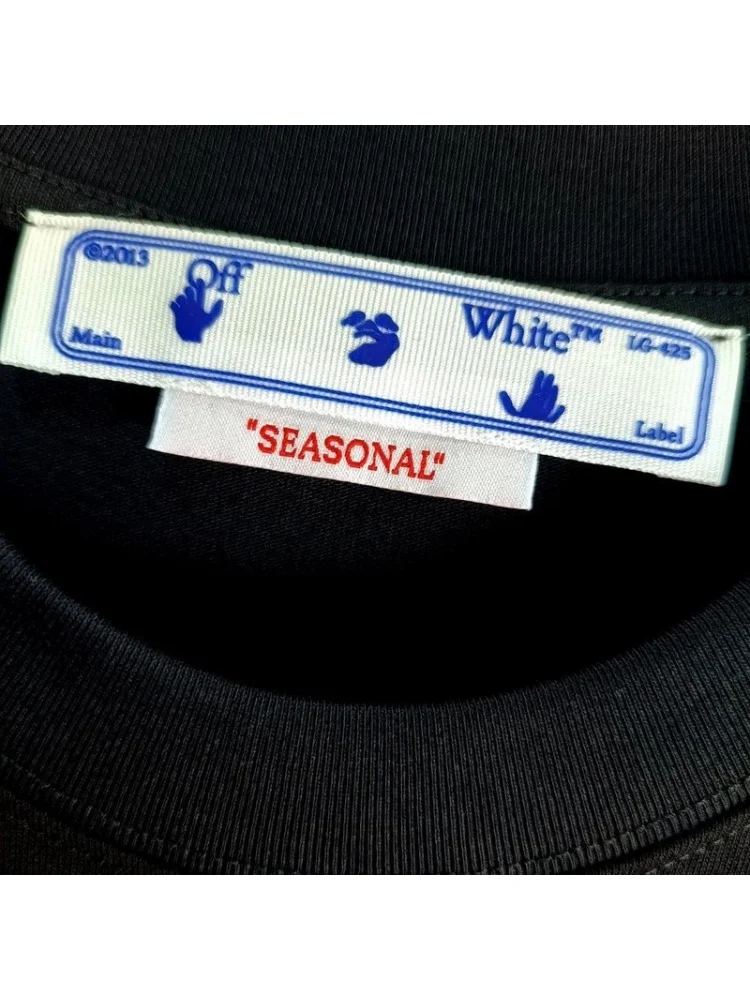 ©2013
Off
White™
LG-425
Main
Label
"SEASONAL"